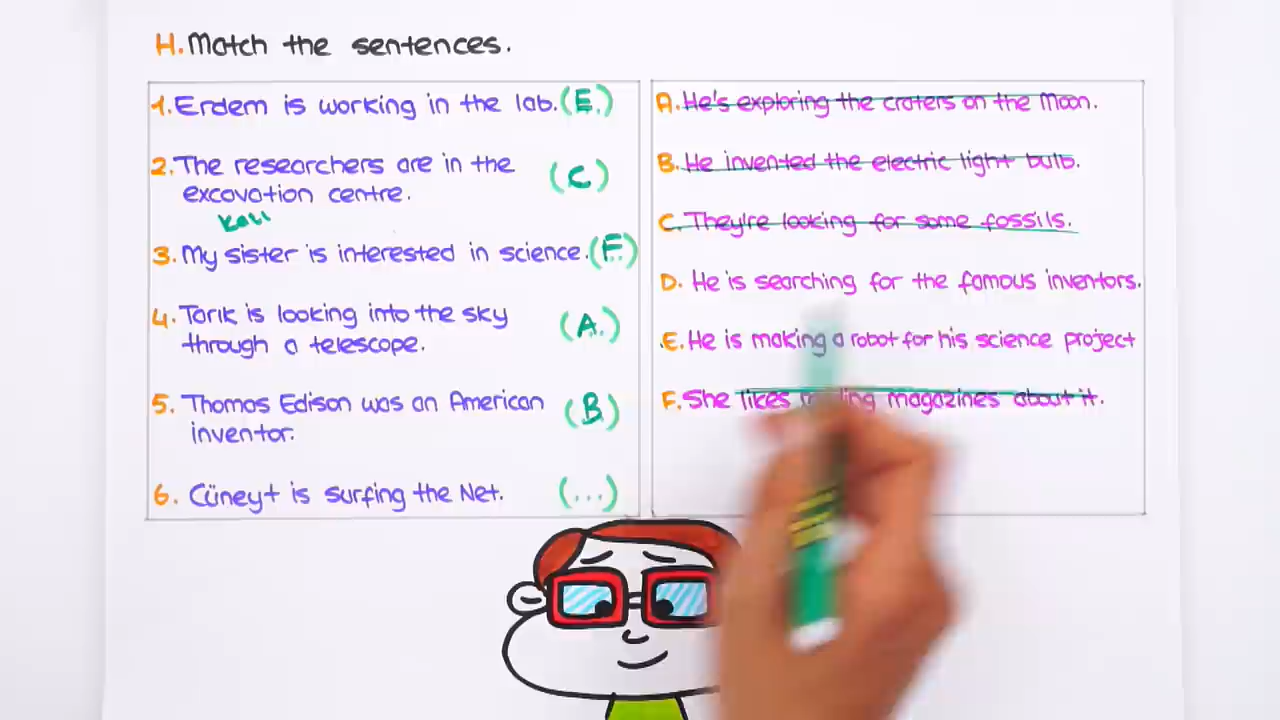 H. Match the sentences.
1. Erdem is working in the lab. (E.)
2. The researchers are in the (C)
excavation centre.
3. My sister is interested in science. (F.)
4. Tarık is looking into the sky (A.)
through a telescope.
5. Thomas Edison was an American (B)
inventor.
6. Cüneyt is surfing the Net. (...)
A. He's exploring the craters on the Moon.
B. He invented the electric light bulb.
C. They're looking for some fossils.
D. He is searching for the famous inventors.
E. He is making a robot for his science project
F. She likes magazines about it.